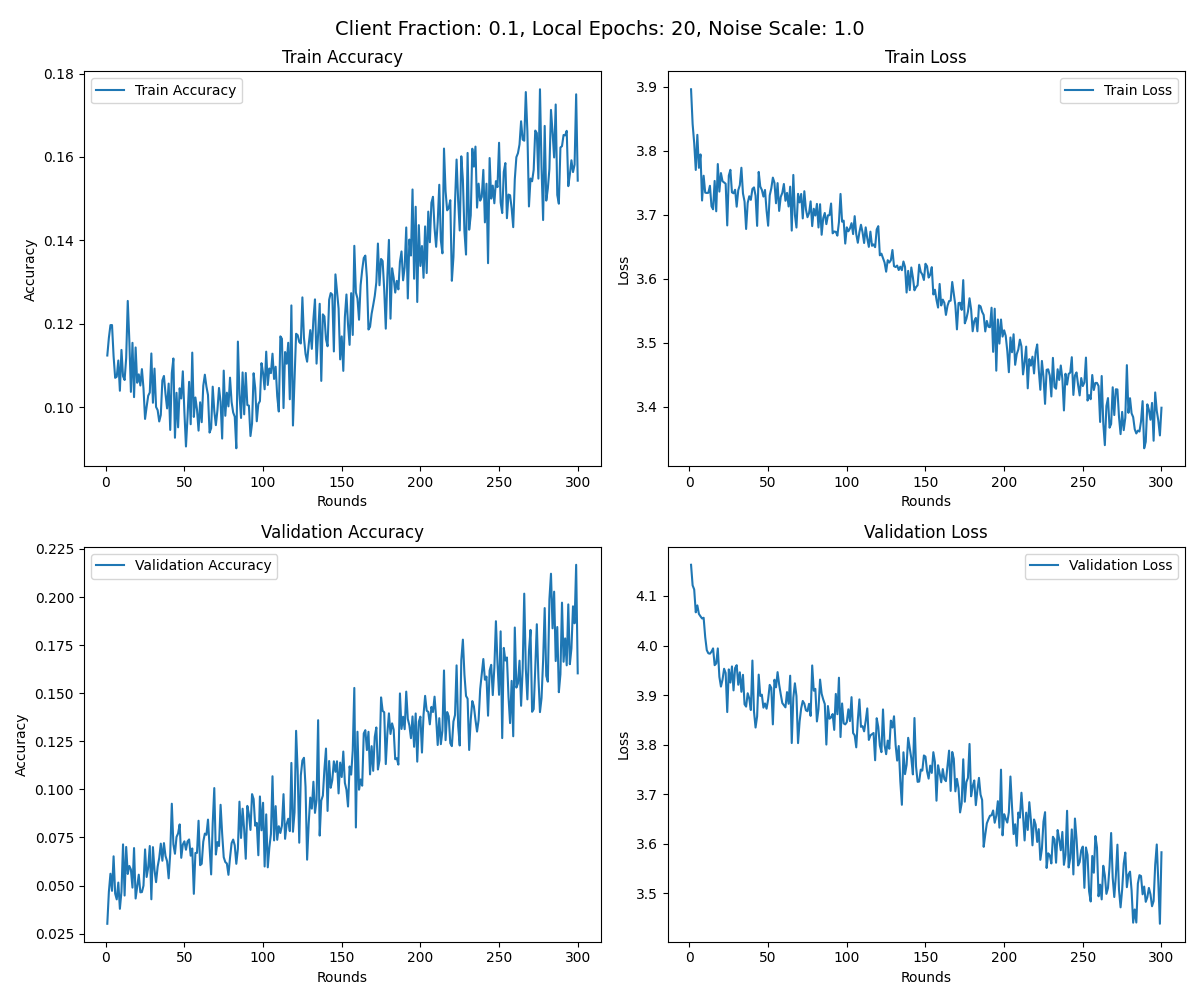 Client Fraction: 0.1, Local Epochs: 20, Noise Scale: 1.0
Train Accuracy
Train Accuracy
Accuracy
0.18
0.16
0.14
0.12
0.10
0 50 100 150 200 250 300
Rounds
Train Loss
Train Loss
Loss
3.9
3.8
3.7
3.6
3.5
3.4
0 50 100 150 200 250 300
Rounds
Validation Accuracy
Validation Accuracy
Accuracy
0.225
0.200
0.175
0.150
0.125
0.100
0.075
0.050
0.025
0 50 100 150 200 250 300
Rounds
Validation Loss
Validation Loss
Loss
4.1
4.0
3.9
3.8
3.7
3.6
3.5
0 50 100 150 200 250 300
Rounds